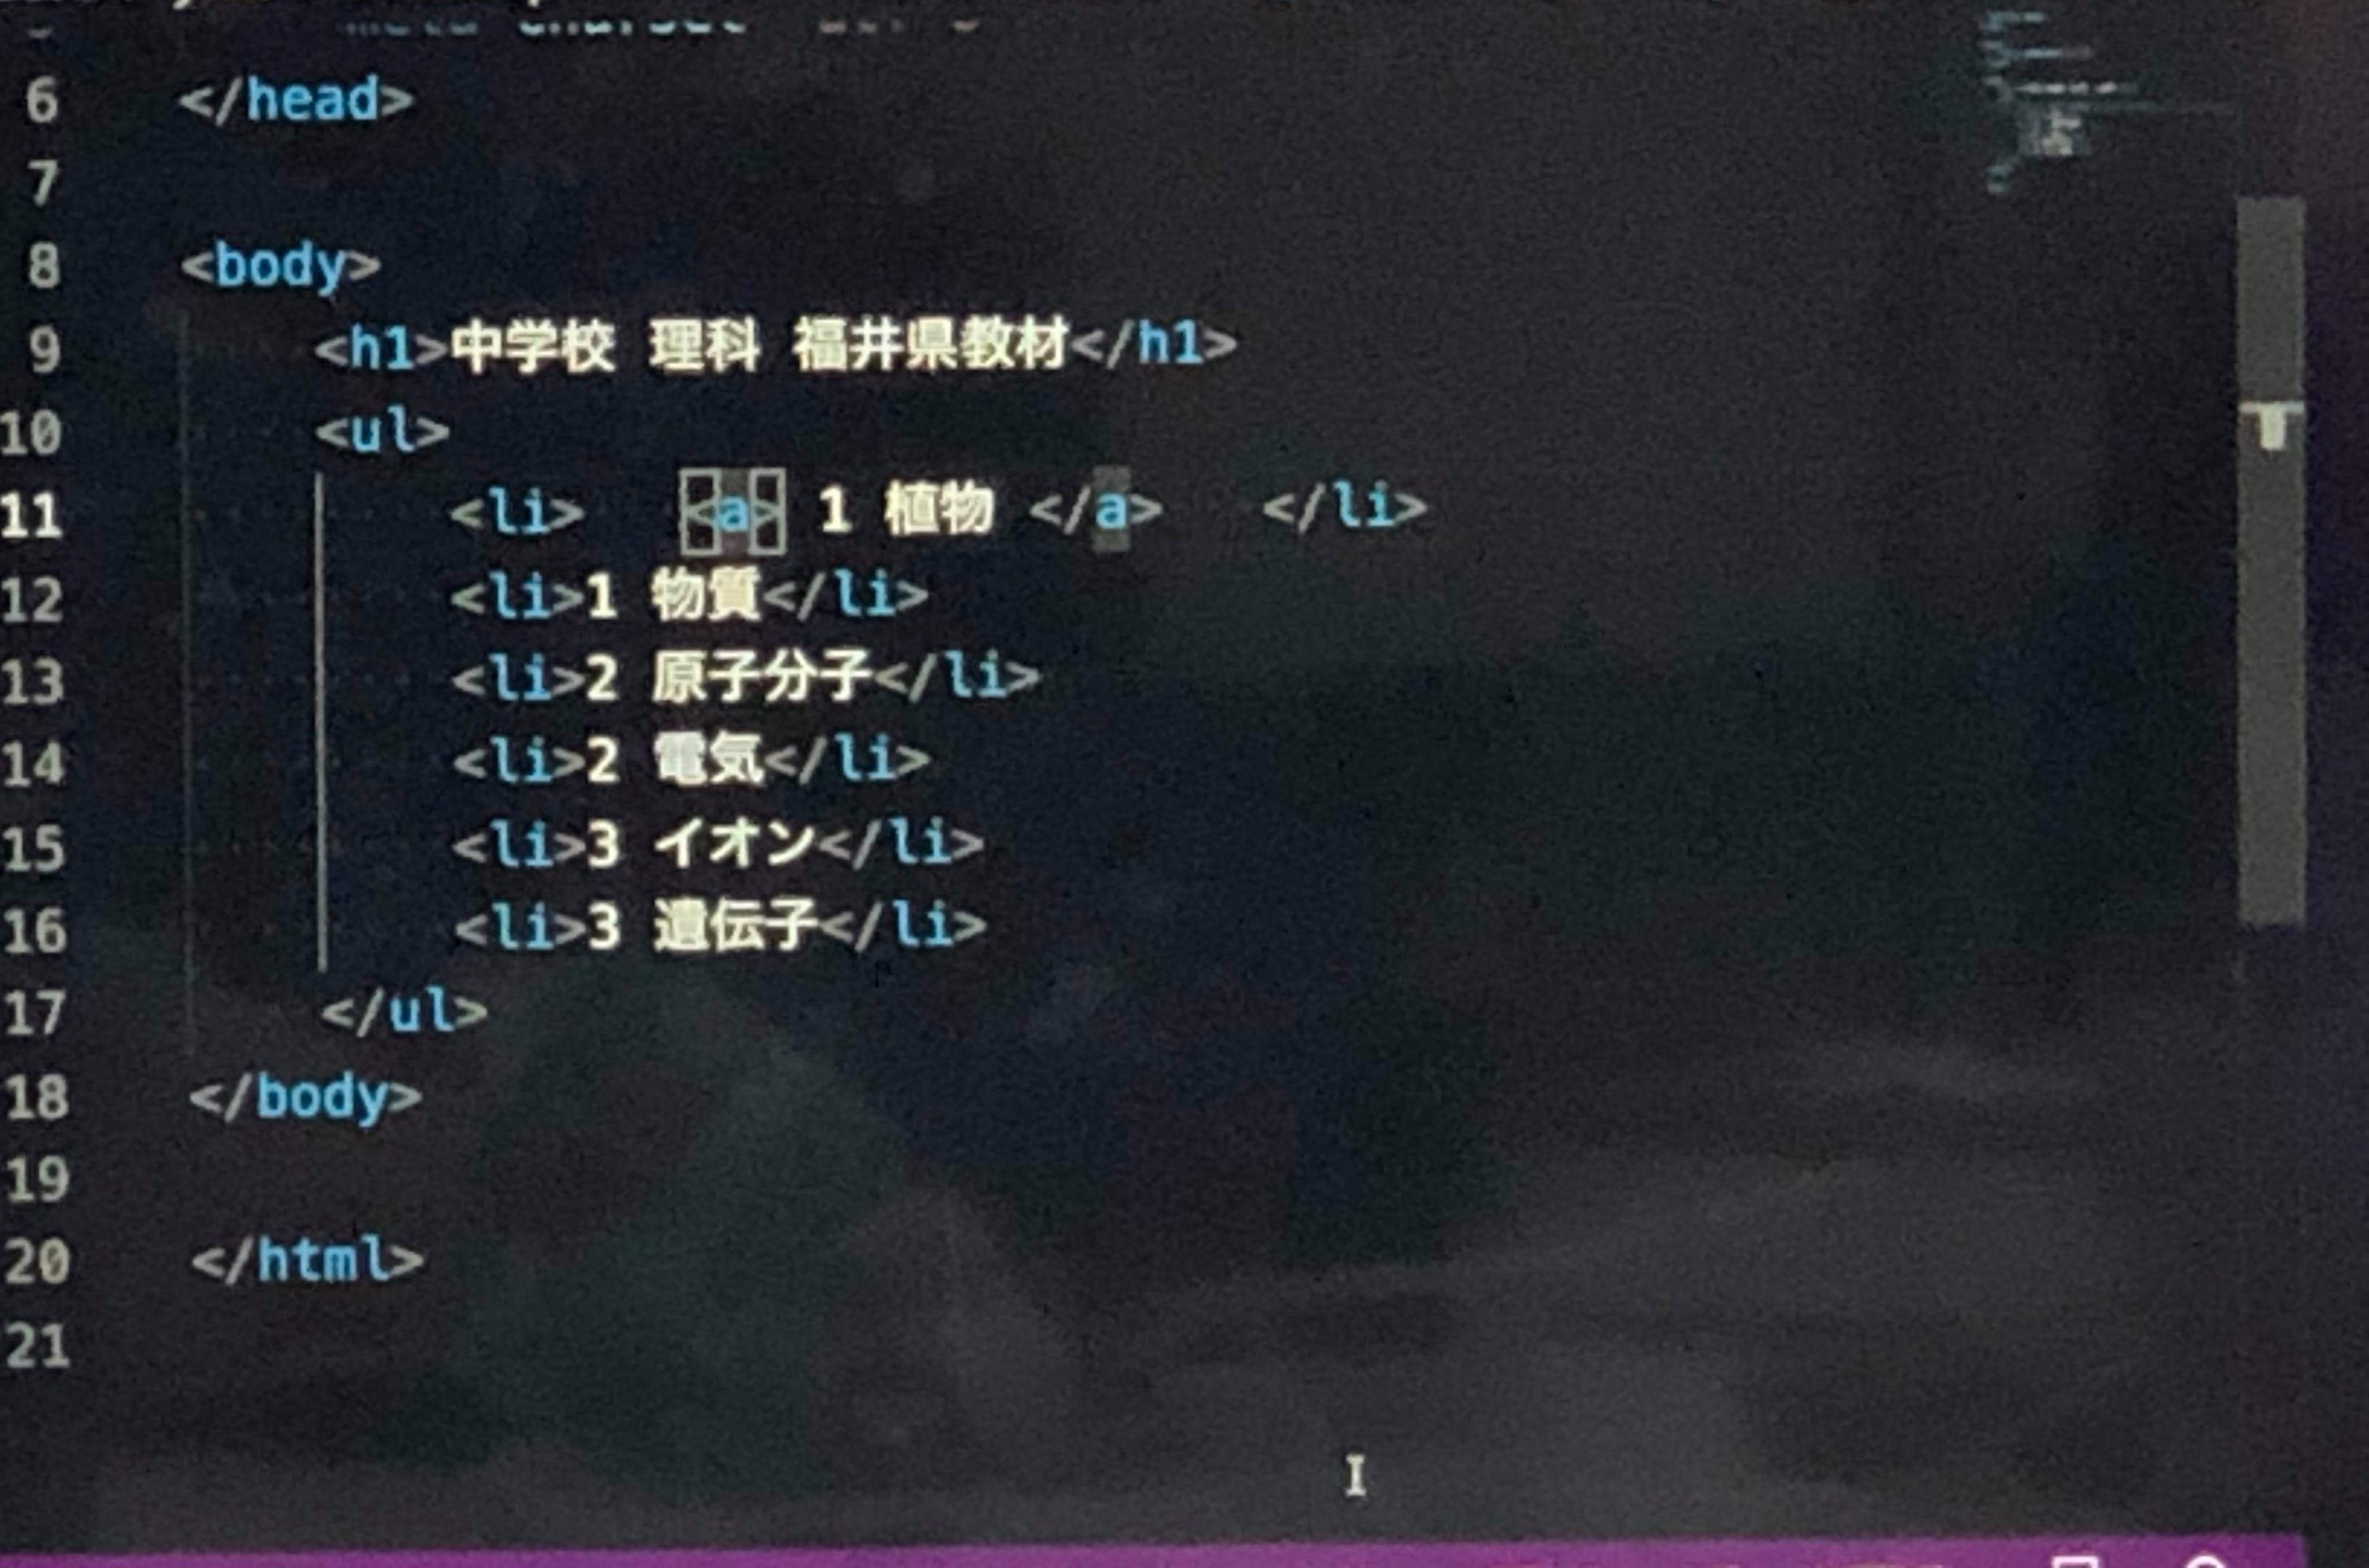 6 </head>
7
8 <body>
9 <h1>中学校 理科 福井県教材</h1>
10 <ul>
11 <li> <a> 1 植物 </a> </li>
12 <li>1 物質</li>
13 <li>2 原子分子</li>
14 <li>2 電気</li>
15 <li>3 イオン</li>
16 <li>3 遺伝子</li>
17 </ul>
18 </body>
19
20 </html>
21